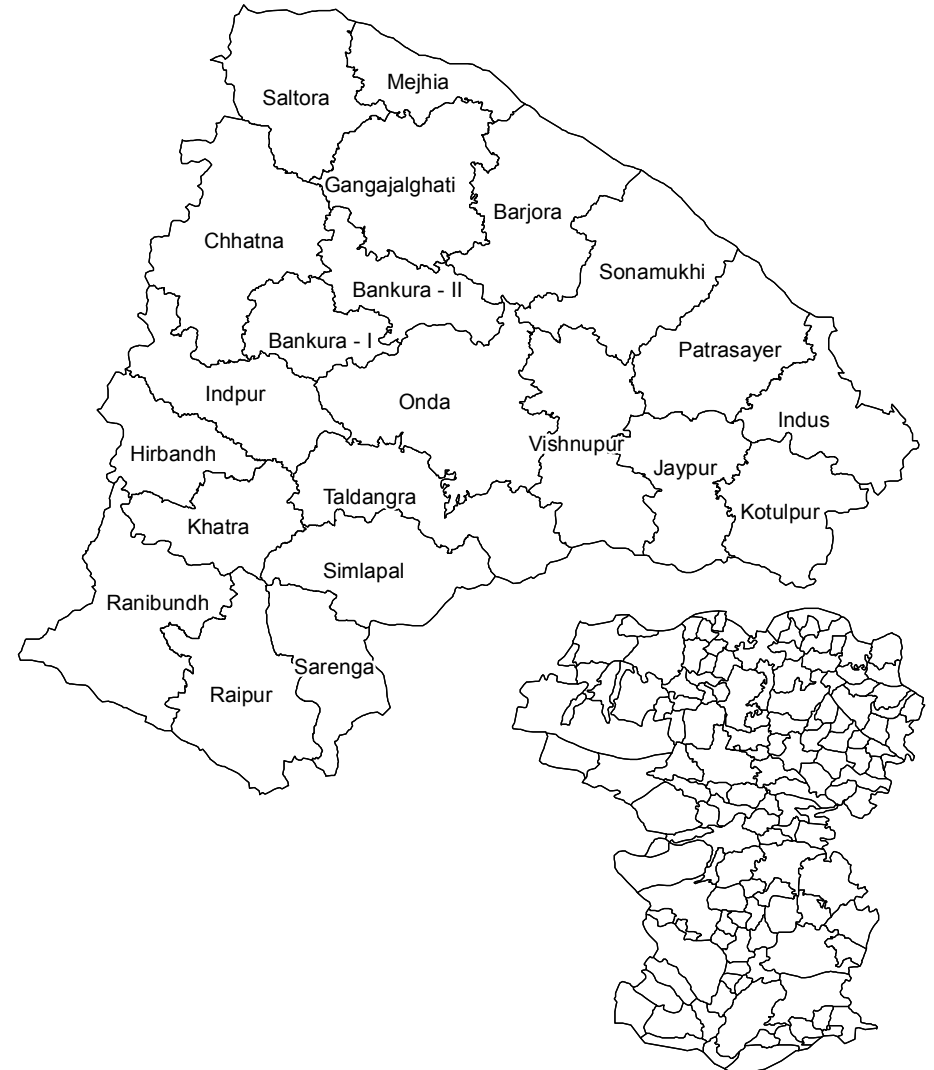 Mejhia
Saltora
Gangajalghati
Barjora
Chhatna
Sonamukhi
Bankura - II
Bankura - I
Patrasayer
Indpur
Onda
Indus
Vishnupur
Hirbandh
Jaypur
Taldangra
Kotulpur
Khatra
Simlapal
Ranibundh
Sarenga
Raipur